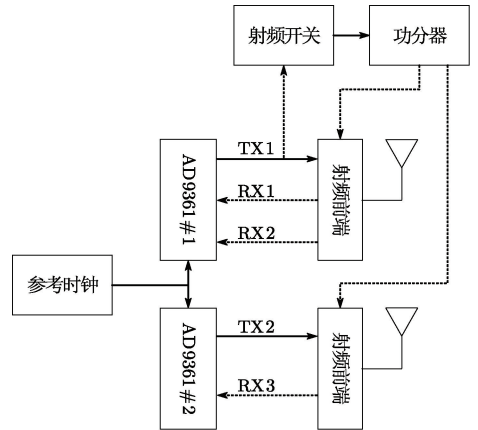 射频开关
功分器
TX1
AD9361#1
RX1
射频前端
RX2
参考时钟
TX2
AD9361#2
射频前端
RX3